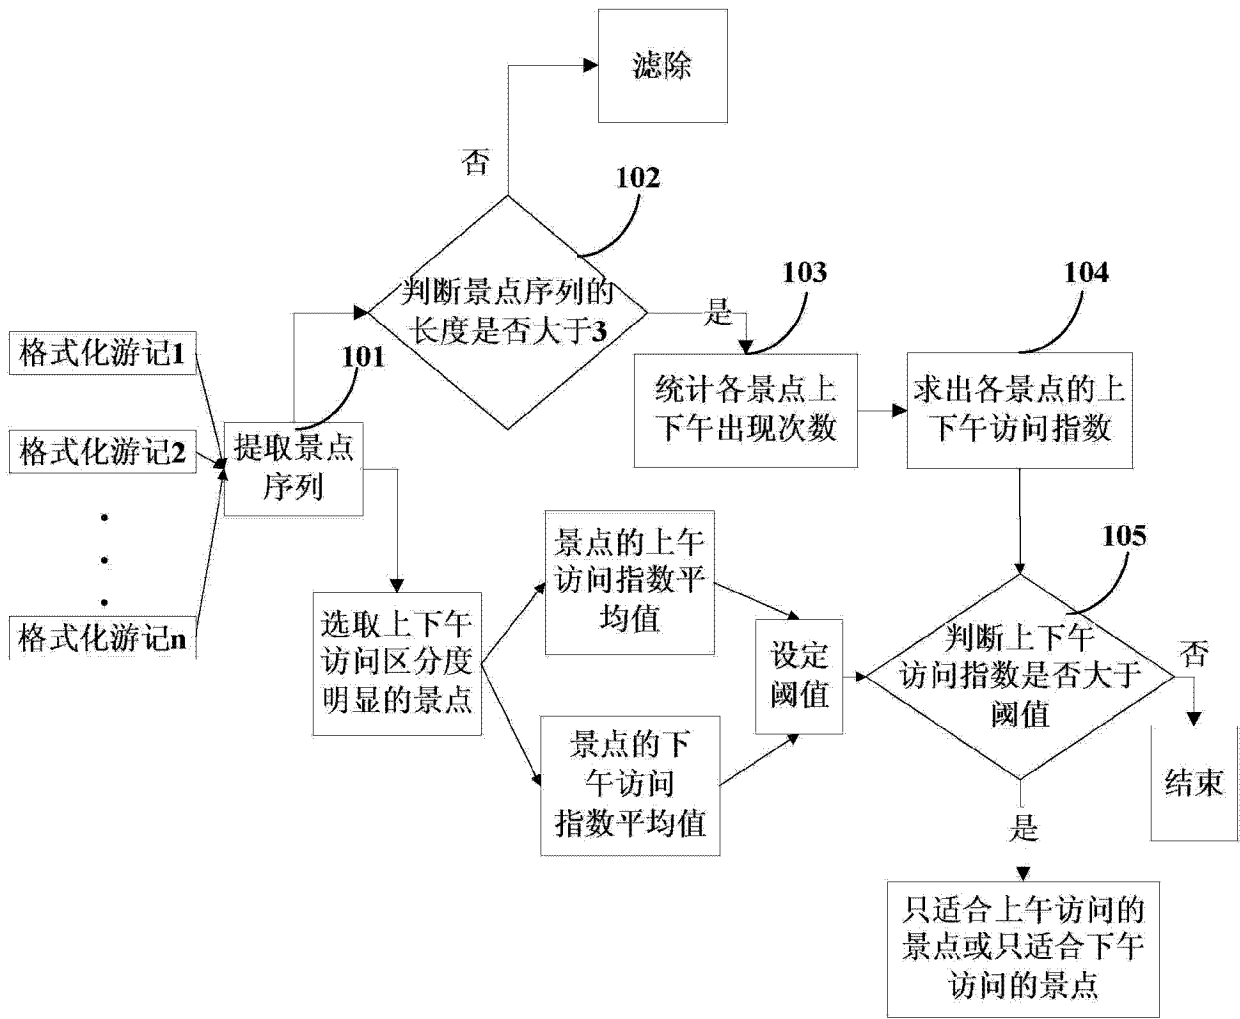 滤除
否
102
判断景点序列的
长度是否大于3
是
103
104
格式化游记1
101
统计各景点上
下午出现次数
求出各景点的上
下午访问指数
格式化游记2
提取景点
序列
105
格式化游记n
选取上下午
访问区分度
明显的景点
景点的上午
访问指数平
均值
设定
阈值
判断上下午
访问指数是否大于
阈值
否
景点的下
午访问
指数平均值
结束
是
只适合上午访问的
景点或只适合下午
访问的景点